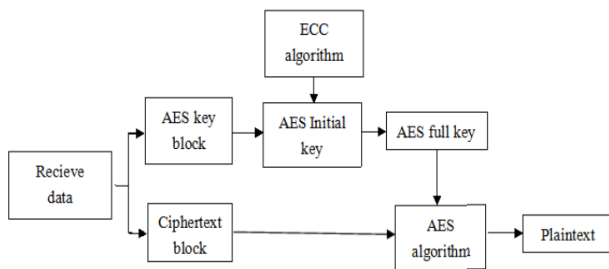 ECC
algorithm
AES key
block
AES Initial
key
AES full key
Recieve
data
Ciphertext
block
AES
algorithm
Plaintext